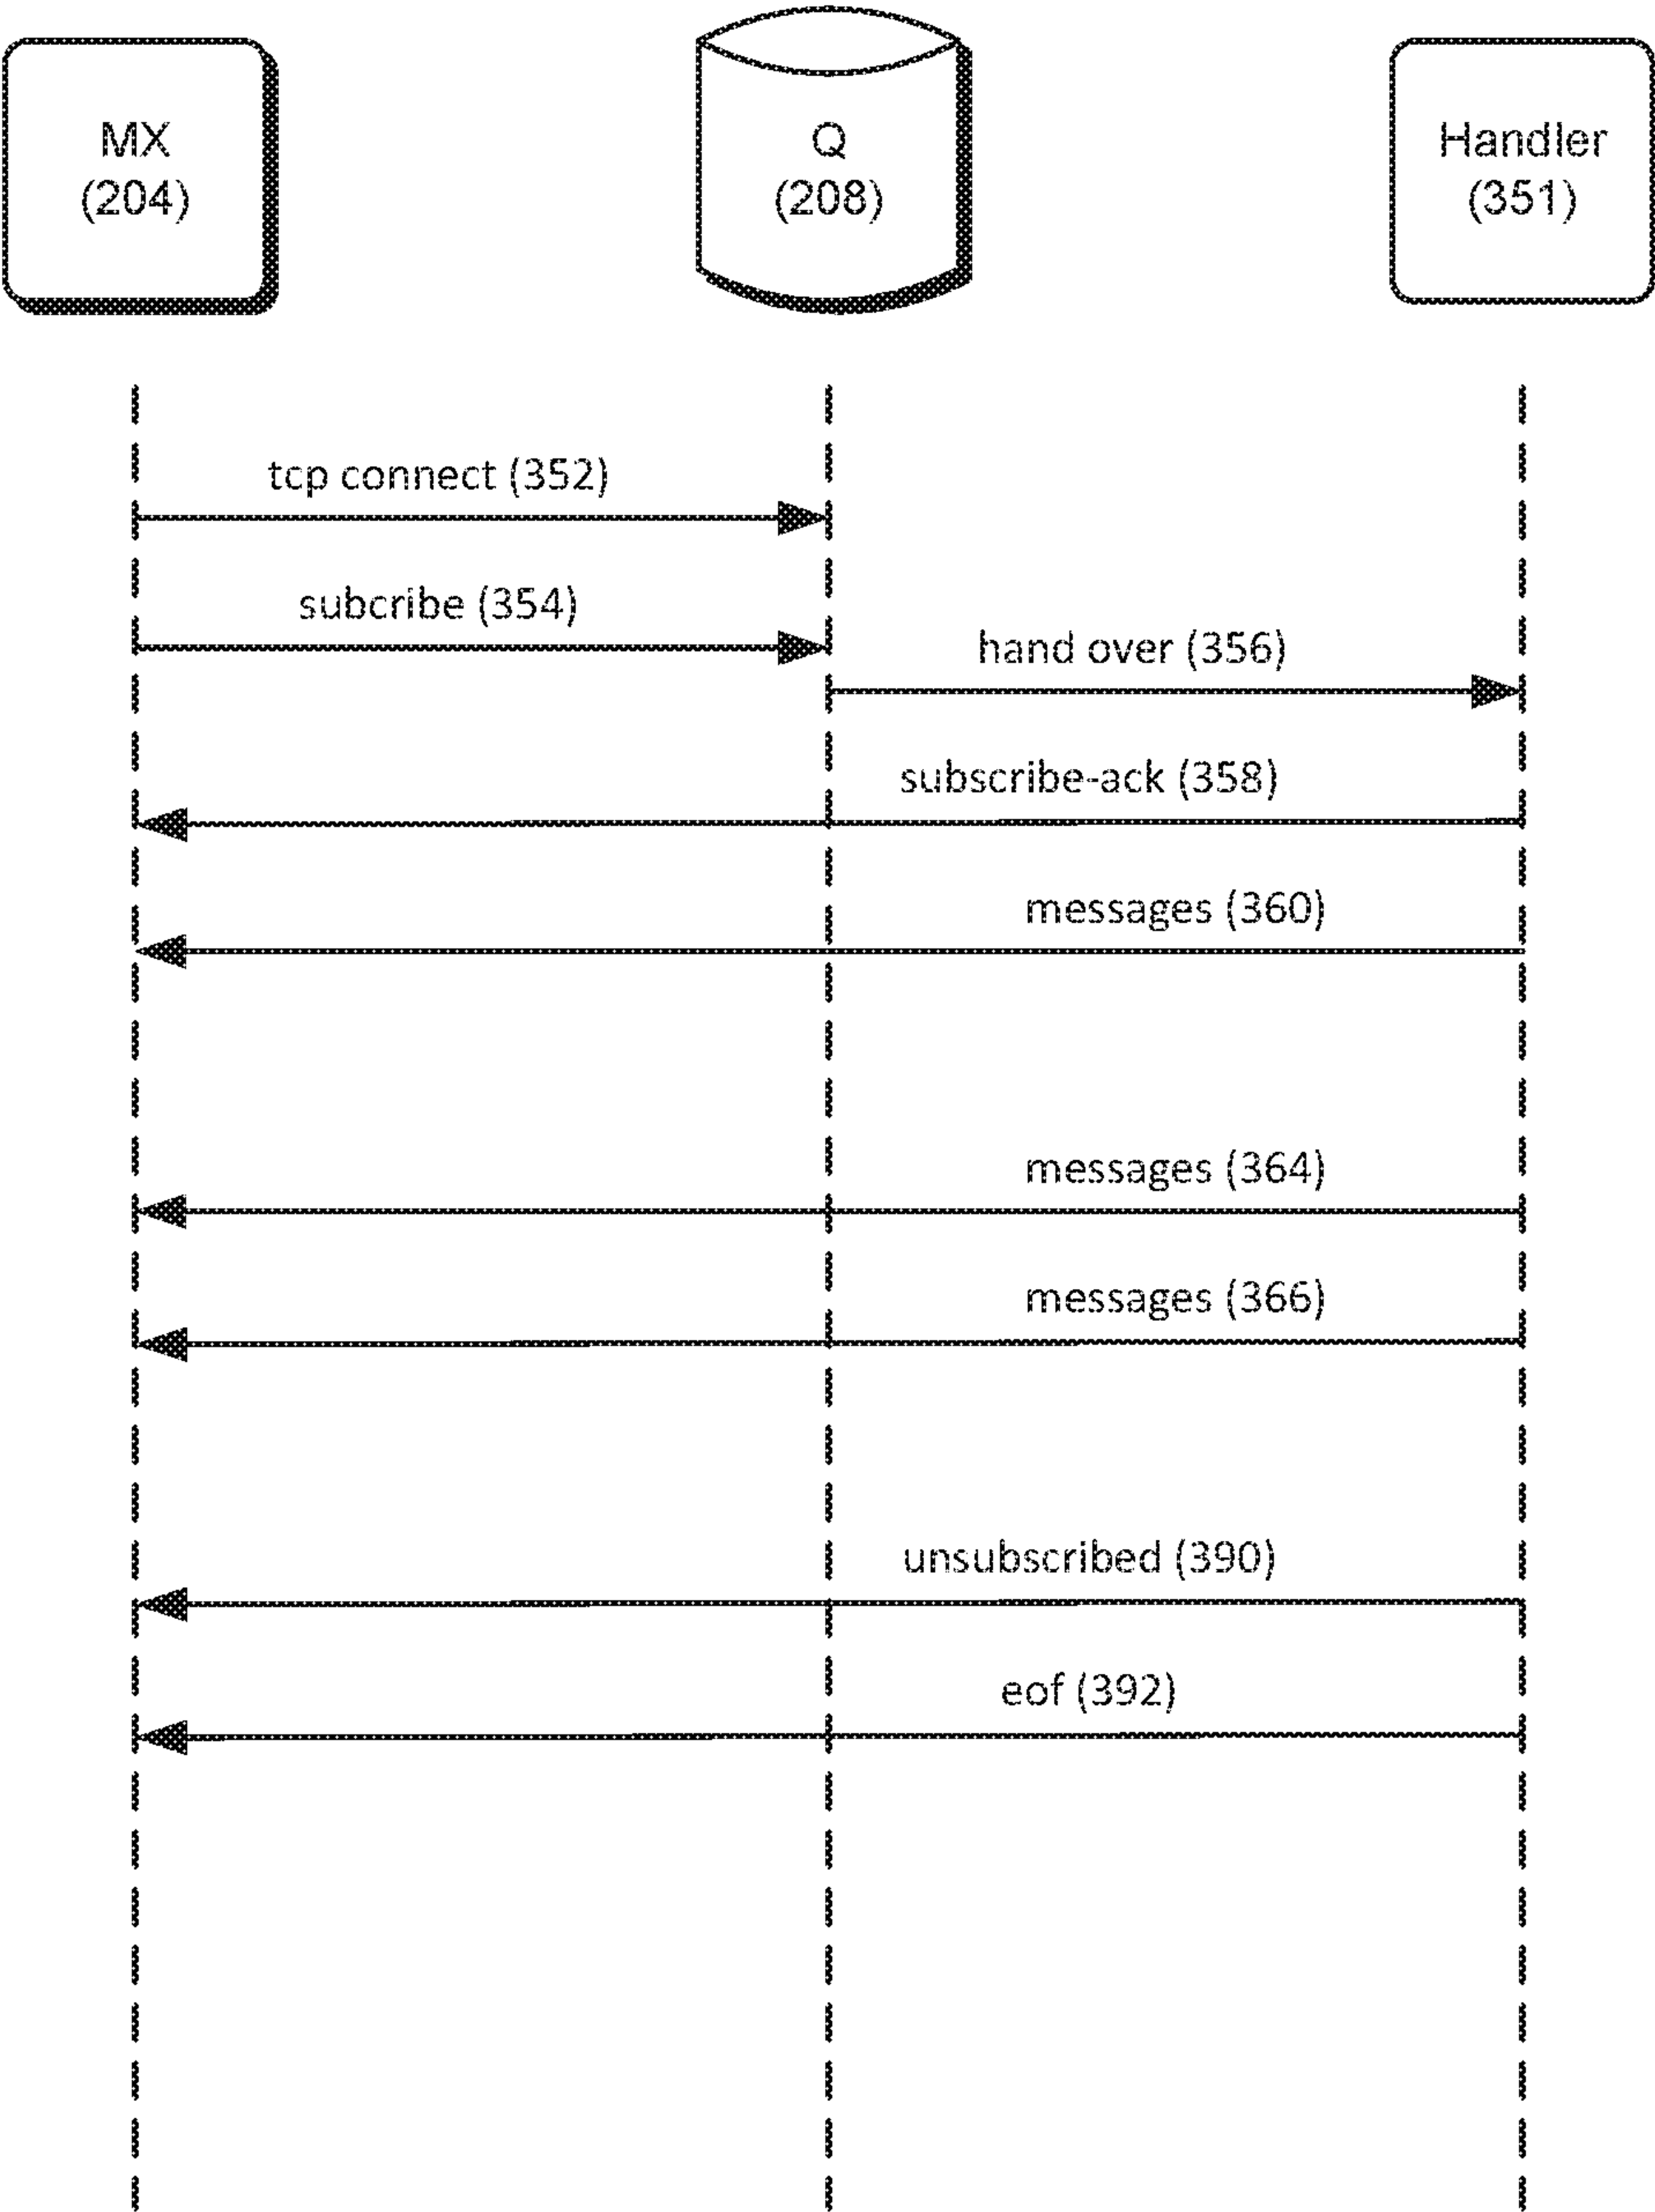 MX
(204)
Q
(208)
Handler
(351)
tcp connect (352)
subcribe (354)
hand over (356)
subscribe-ack (358)
messages (360)
messages (364)
messages (366)
unsubscribed (390)
eof (392)